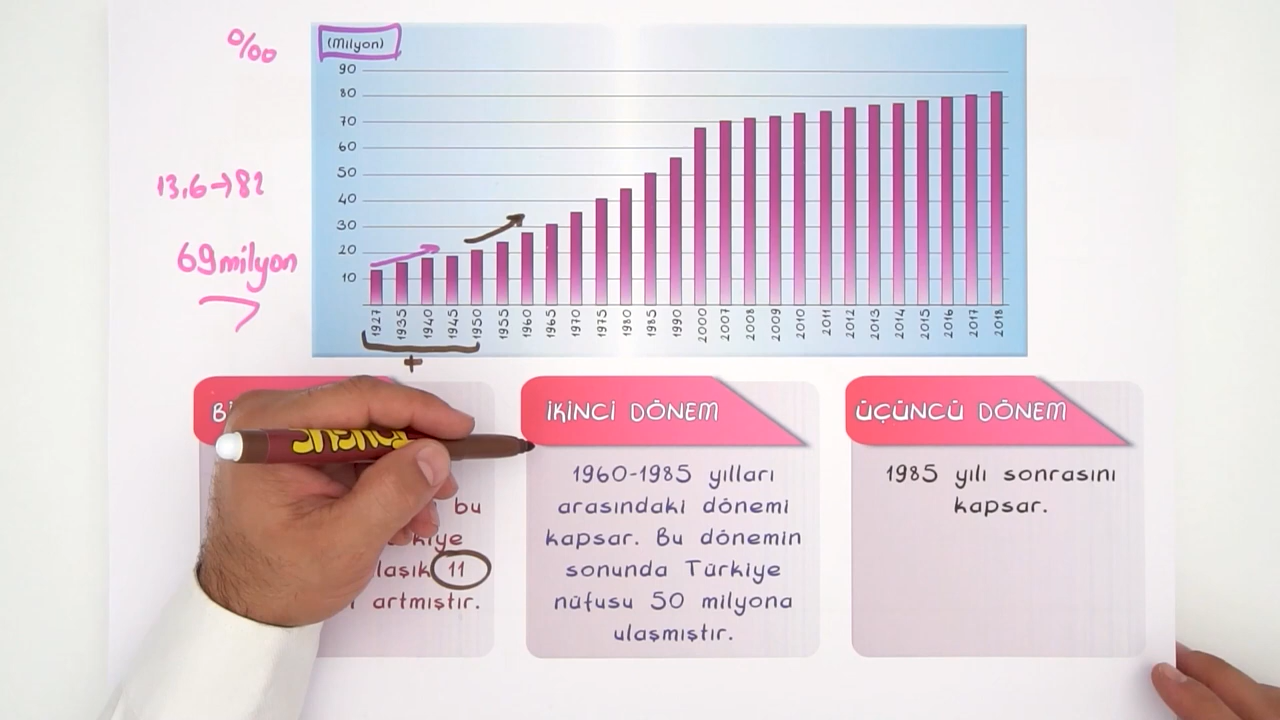 %00
(Milyon)
90
80
70
60
50
40
30
20
10
1927 1935 1940 1945 1950 1955 1960 1965 1970 1975 1980 1985 1990 2000 2007 2008 2009 2010 2011 2012 2013 2014 2015 2016 2017 2018
13,6→82
69 milyon
+
İKİNCİ DÖNEM
1960-1985 yılları
arasındaki dönemi
kapsar. Bu dönemin
sonunda Türkiye
nüfusu 50 milyona
ulaşmıştır.
ÜÇÜNCÜ DÖNEM
1985 yılı sonrasını
kapsar.
bu
11
artmıştır.